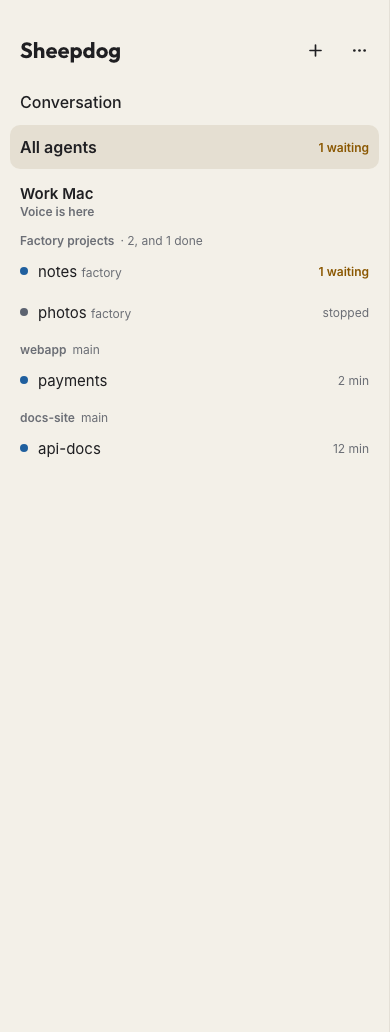 Sheepdog
Conversation
All agents 1 waiting
Work Mac
Voice is here
Factory projects · 2, and 1 done
notes factory 1 waiting
photos factory stopped
webapp main
payments 2 min
docs-site main
api-docs 12 min